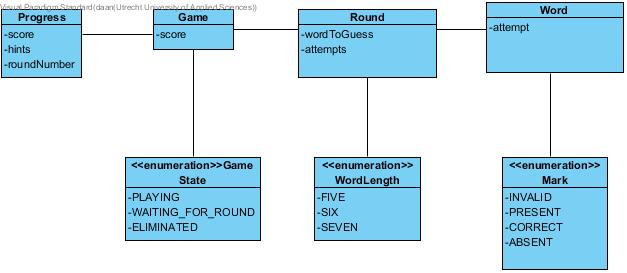 Visual Paradigm Standard(daan(Utrecht University of Applied Sciences))
Progress
-score
-hints
-roundNumber
Game
-score
Round
-wordToGuess
-attempts
Word
-attempt
<<enumeration>>Game
State
-PLAYING
-WAITING_FOR_ROUND
-ELIMINATED
<<enumeration>>
WordLength
-FIVE
-SIX
-SEVEN
<<enumeration>>
Mark
-INVALID
-PRESENT
-CORRECT
-ABSENT